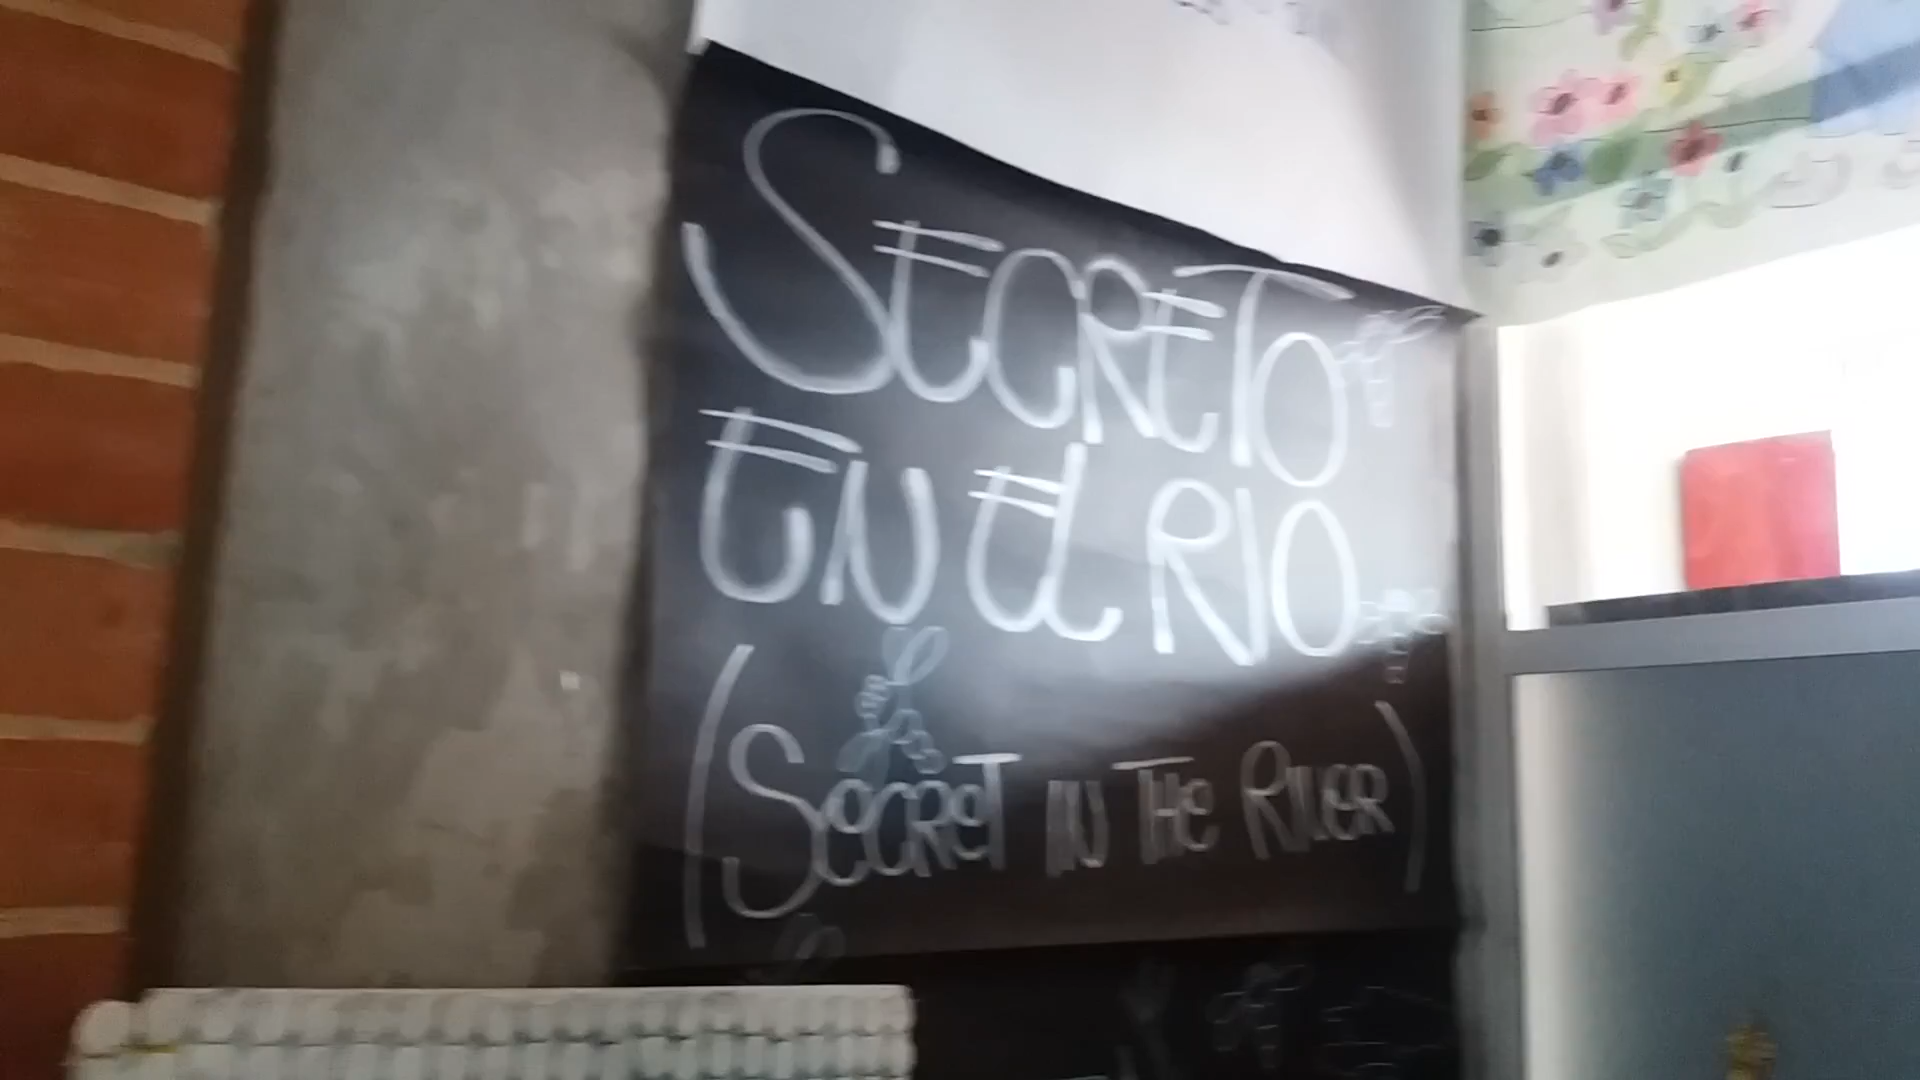 SECRETO
EN EL RIO
(SECRET IN THE RIVER)